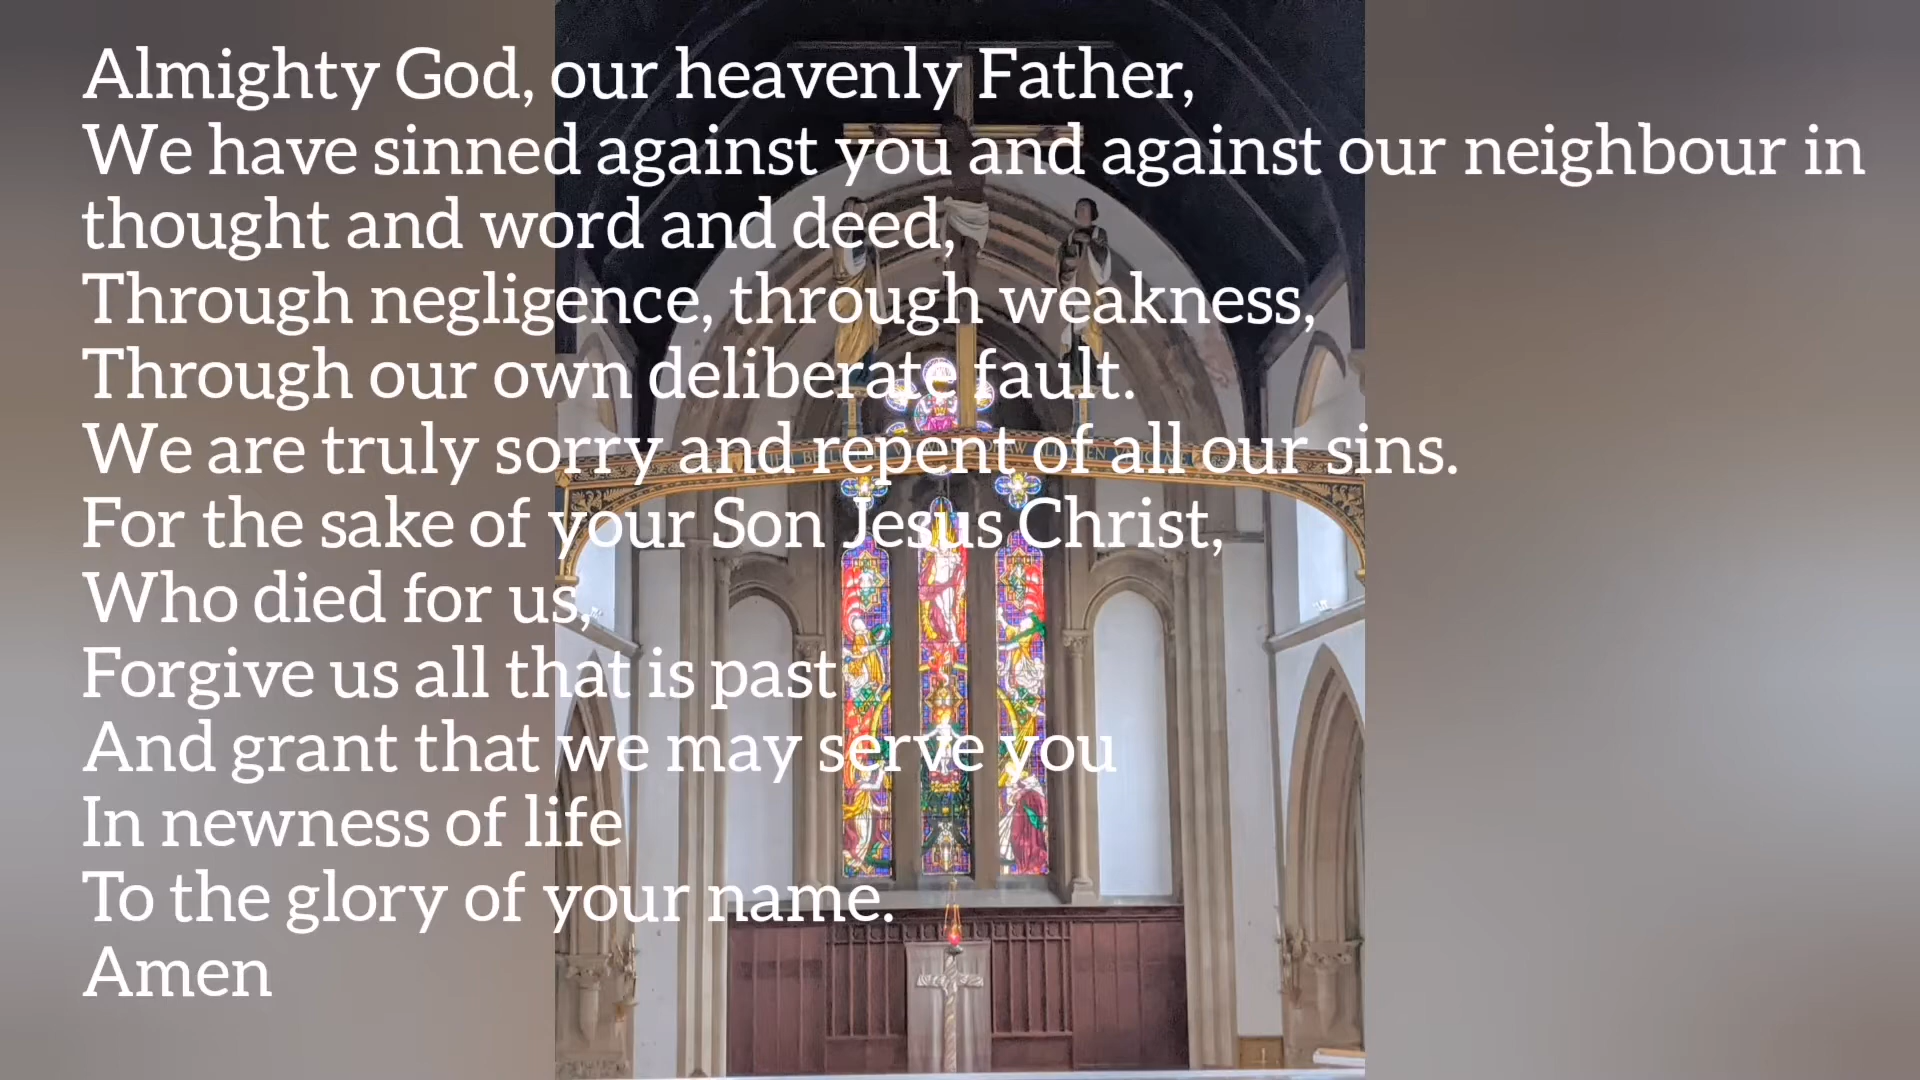 Almighty God, our heavenly Father,
We have sinned against you and against our neighbour in
thought and word and deed,
Through negligence, through weakness,
Through our own deliberate fault.
We are truly sorry and repent of all our sins.
For the sake of your Son Jesus Christ,
Who died for us,
Forgive us all that is past
And grant that we may serve you
In newness of life
To the glory of your name.
Amen